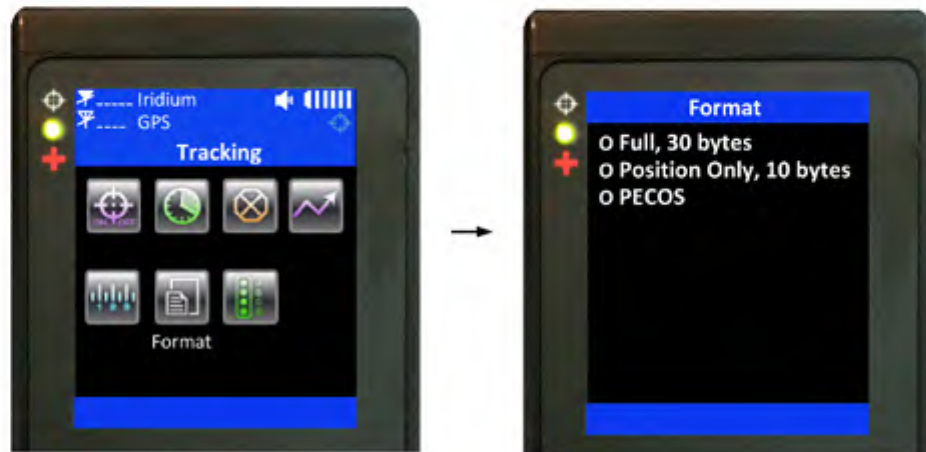 Iridium
GPS
Tracking
Format
Format
O Full, 30 bytes
O Position Only, 10 bytes
O PECOS